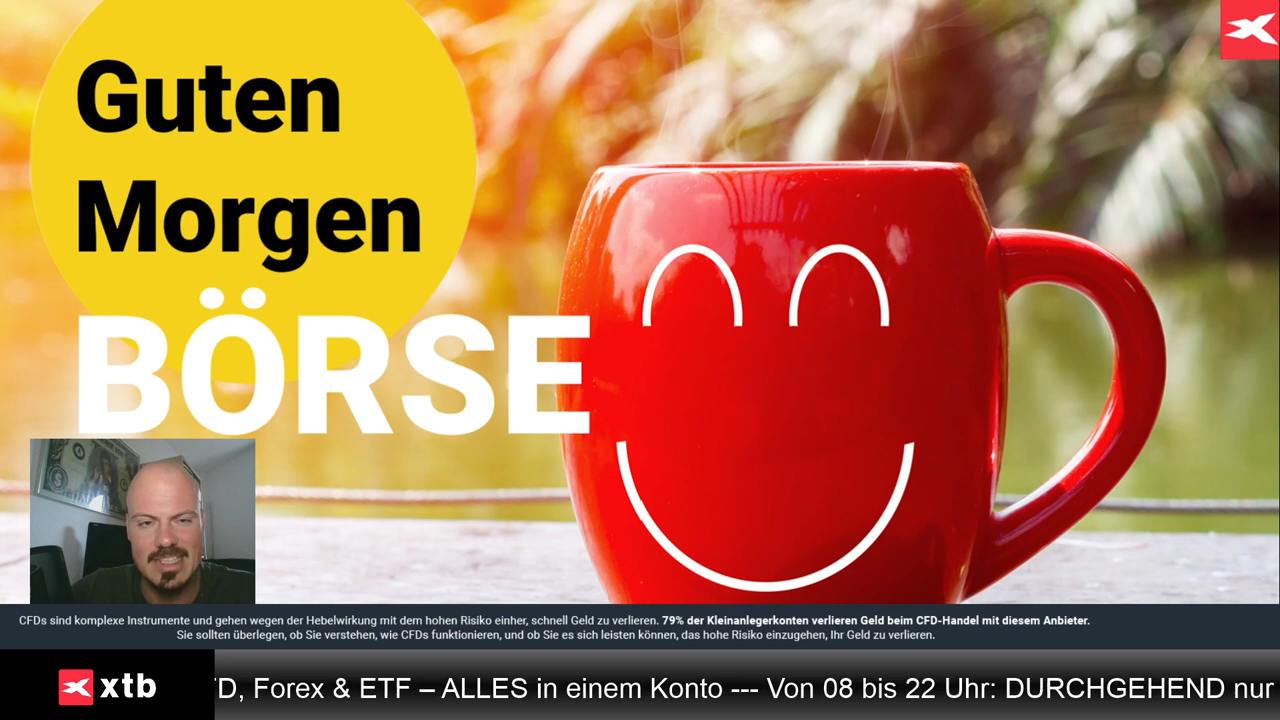 Guten
Morgen
BÖRSE
CFDs sind komplexe Instrumente und gehen wegen der Hebelwirkung mit dem hohen Risiko einher, schnell Geld zu verlieren. 79% der Kleinanlegerkonten verlieren Geld beim CFD-Handel mit diesem Anbieter.
Sie sollten überlegen, ob Sie verstehen, wie CFDs funktionieren, und ob Sie es sich leisten können, das hohe Risiko einzugehen, Ihr Geld zu verlieren.
xtb
Forex & ETF – ALLES in einem Konto --- Von 08 bis 22 Uhr: DURCHGEHEND nur